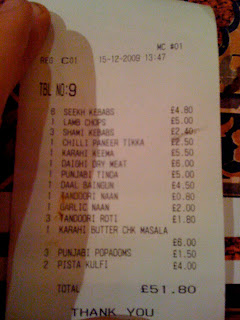 MC #01
REG C01 15-12-2009 13:47
TBL NO:9
6 SEEKH KEBABS £4.80
1 LAMB CHOPS £5.00
3 SHAMI KEBABS £2.40
1 CHILLI PANEER TIKKA £2.50
1 KARAHI KEEMA £5.50
1 DAIGHI DRY MEAT £6.00
1 PUNJABI TINDA £5.00
1 DAAL BAINGUN £4.50
1 TANDOORI NAAN £0.80
1 GARLIC NAAN £2.00
3 TANDOORI ROTI £1.80
1 KARAHI BUTTER CHK MASALA
£6.00
3 PUNJABI POPADOMS £1.50
2 PISTA KULFI £4.00
TOTAL £51.80
THANK YOU